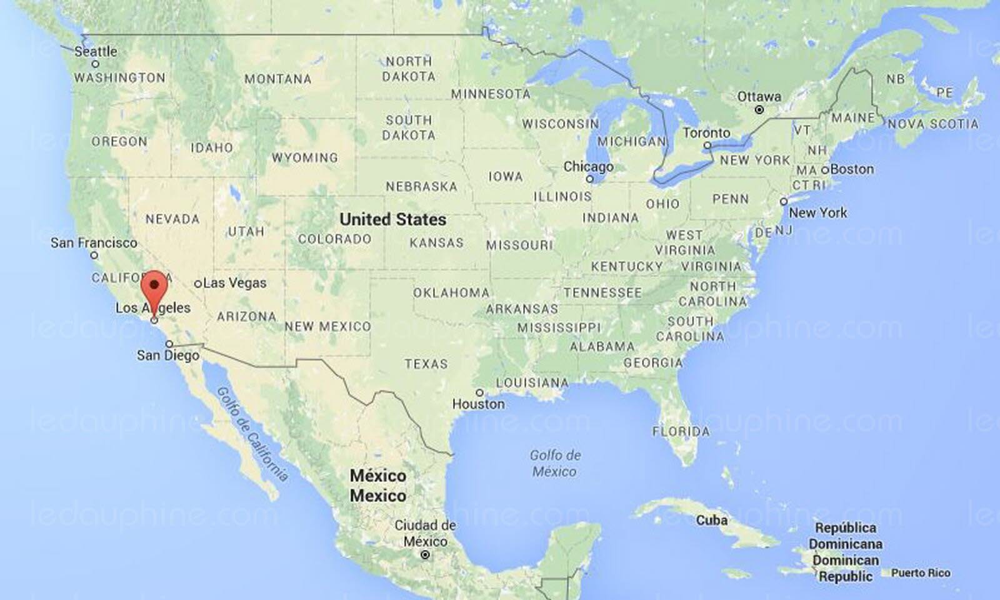 Seattle
WASHINGTON
MONTANA
NORTH
DAKOTA
MINNESOTA
Ottawa
NB
PE
OREGON
IDAHO
WYOMING
SOUTH
DAKOTA
WISCONSIN
MICHIGAN
Toronto
VT
MAINE
NOVA SCOTIA
NH
NEW YORK
MA
Boston
CT
RI
Chicago
IOWA
NEBRASKA
ILLINOIS
OHIO
PENN
New York
INDIANA
NEVADA
UTAH
United States
COLORADO
KANSAS
MISSOURI
WEST
VIRGINIA
DE
NJ
San Francisco
KENTUCKY
VIRGINIA
CALIFO A
Las Vegas
OKLAHOMA
TENNESSEE
NORTH
CAROLINA
Los Angeles
ARIZONA
NEW MEXICO
ARKANSAS
MISSISSIPPI
SOUTH
CAROLINA
San Diego
ALABAMA
GEORGIA
TEXAS
LOUISIANA
Houston
Golfo de California
FLORIDA
Golfo de
México
México
Mexico
Ciudad de
México
Cuba
República
Dominicana
Dominican
Republic
Puerto Rico
ledauphine.com